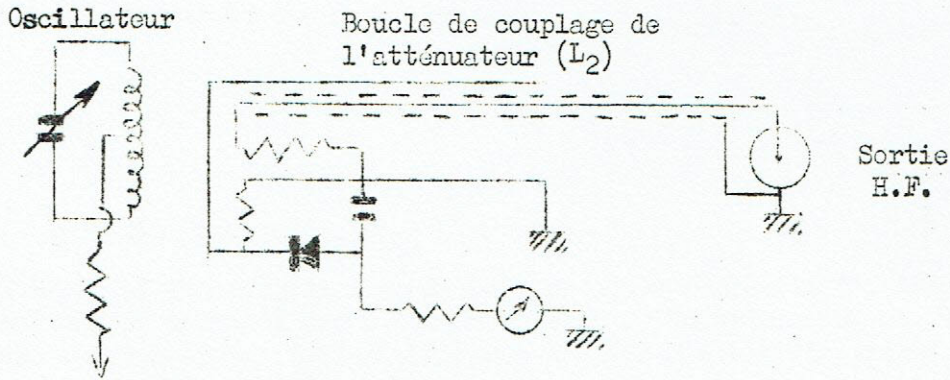 Oscillateur
Boucle de couplage de
l'atténuateur (L2)
Sortie
H.F.